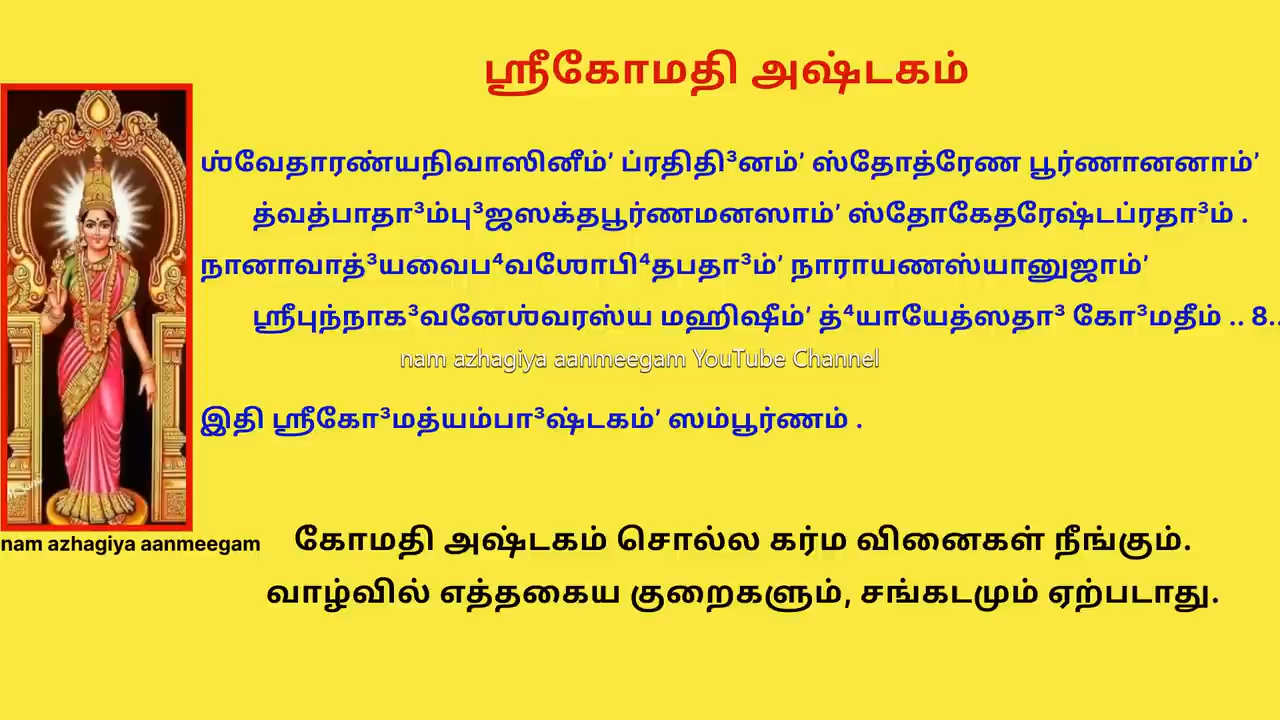 ஸ்ரீகோமதி அஷ்டகம்
ஶ்வேதாரண்யநிவாஸினீம்ʼ ப்ரதிதி³னம்ʼ ஸ்தோத்ரேண பூர்ணானனாம்ʼ
த்வத்பாதா³ம்பு³ஜஸக்தபூர்ணமனஸாம்ʼ ஸ்தோகேதரேஷ்டப்ரதா³ம் .
நானாவாத்³யவைப⁴வஶோபி⁴தபதா³ம்ʼ நாராயணஸ்யானுஜாம்ʼ
ஸ்ரீபுந்நாக³வனேஶ்வரஸ்ய மஹிஷீம்ʼ த்⁴யாயேத்ஸதா³ கோ³மதீம் .. 8..
nam azhagiya aanmeegam YouTube Channel
இதி ஸ்ரீகோ³மத்யம்பா³ஷ்டகம்ʼ ஸம்பூர்ணம் .
nam azhagiya aanmeegam
கோமதி அஷ்டகம் சொல்ல கர்ம வினைகள் நீங்கும்.
வாழ்வில் எத்தகைய குறைகளும், சங்கடமும் ஏற்படாது.